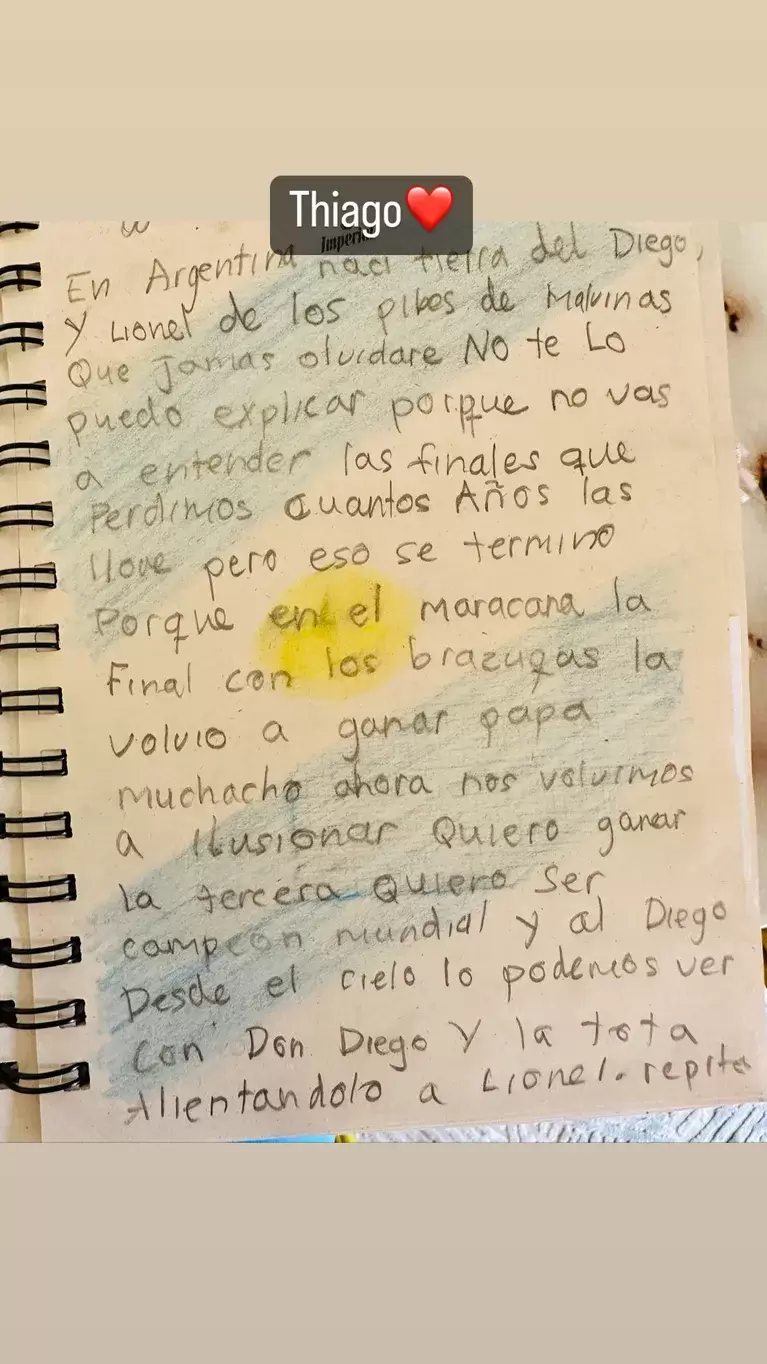 Thiago❤️
Imperi
En Argentina naci tierra del Diego,
Y Lionel de los pibes de Malvinas
Que Jamas olvidare NO te Lo
puedo explicar porque no vas
a entender las finales que
Perdimos cuantos Años las
llore pero eso se termino
Porque en el maracana la
Final con los brazugas la
volvio a ganar papa
muchacho ahora nos volvimos
a Ilusionar Quiero ganar
la tercera Quiero ser
campeon mundial y al Diego
Desde el cielo lo podemos ver
con Don Diego Y la tota
Alientandolo a Lionel. repite